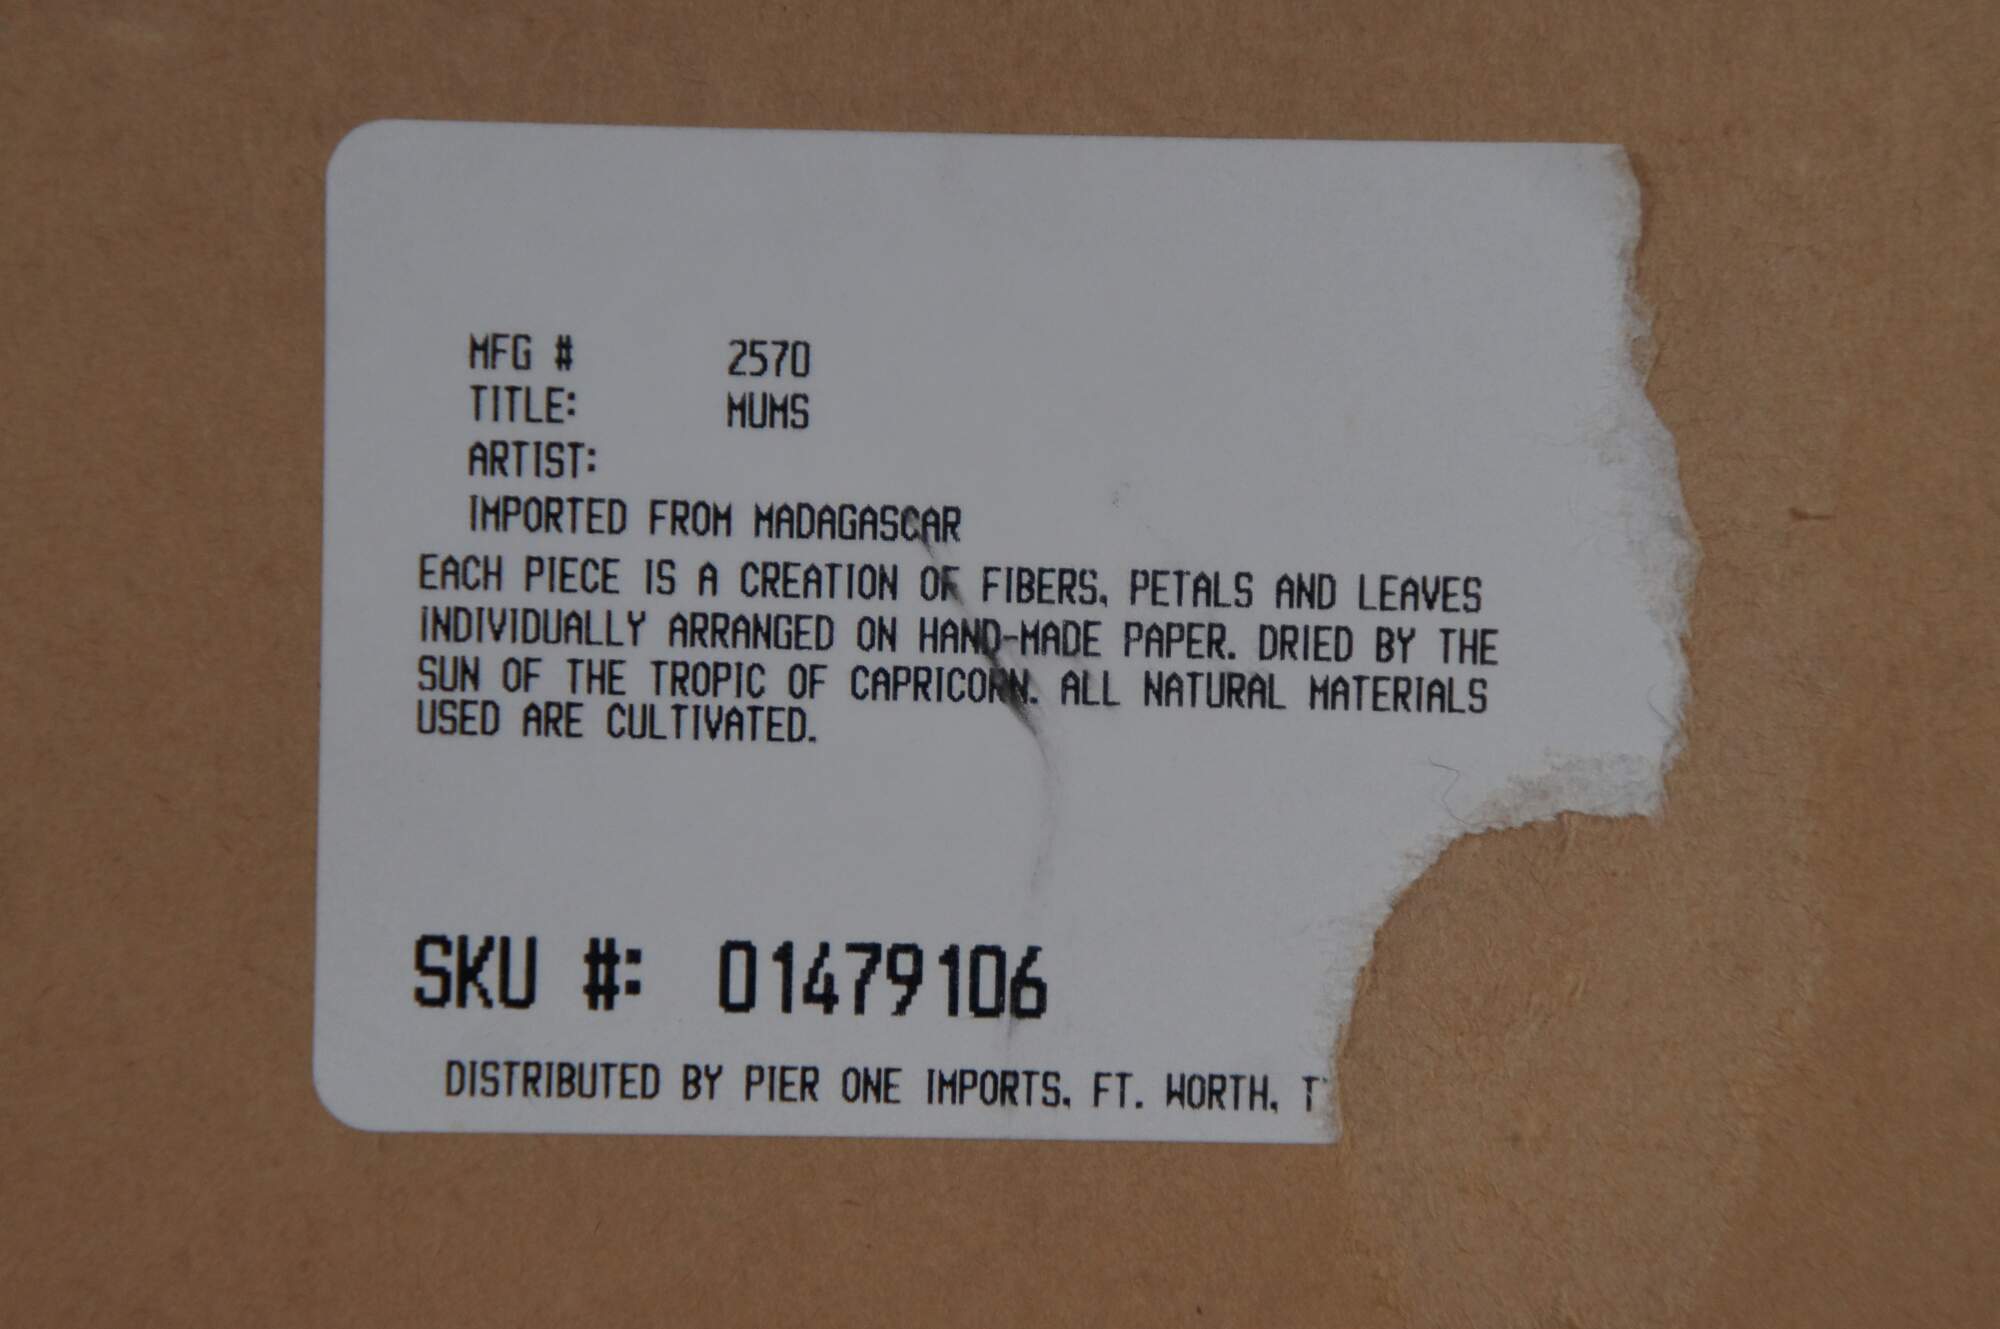 MFG # 2570
TITLE: MUMS
ARTIST:
IMPORTED FROM MADAGASCAR
EACH PIECE IS A CREATION OF FIBERS, PETALS AND LEAVES
INDIVIDUALLY ARRANGED ON HAND-MADE PAPER. DRIED BY THE
SUN OF THE TROPIC OF CAPRICORN. ALL NATURAL MATERIALS
USED ARE CULTIVATED.
SKU #: 01479106
DISTRIBUTED BY PIER ONE IMPORTS, FT. WORTH,